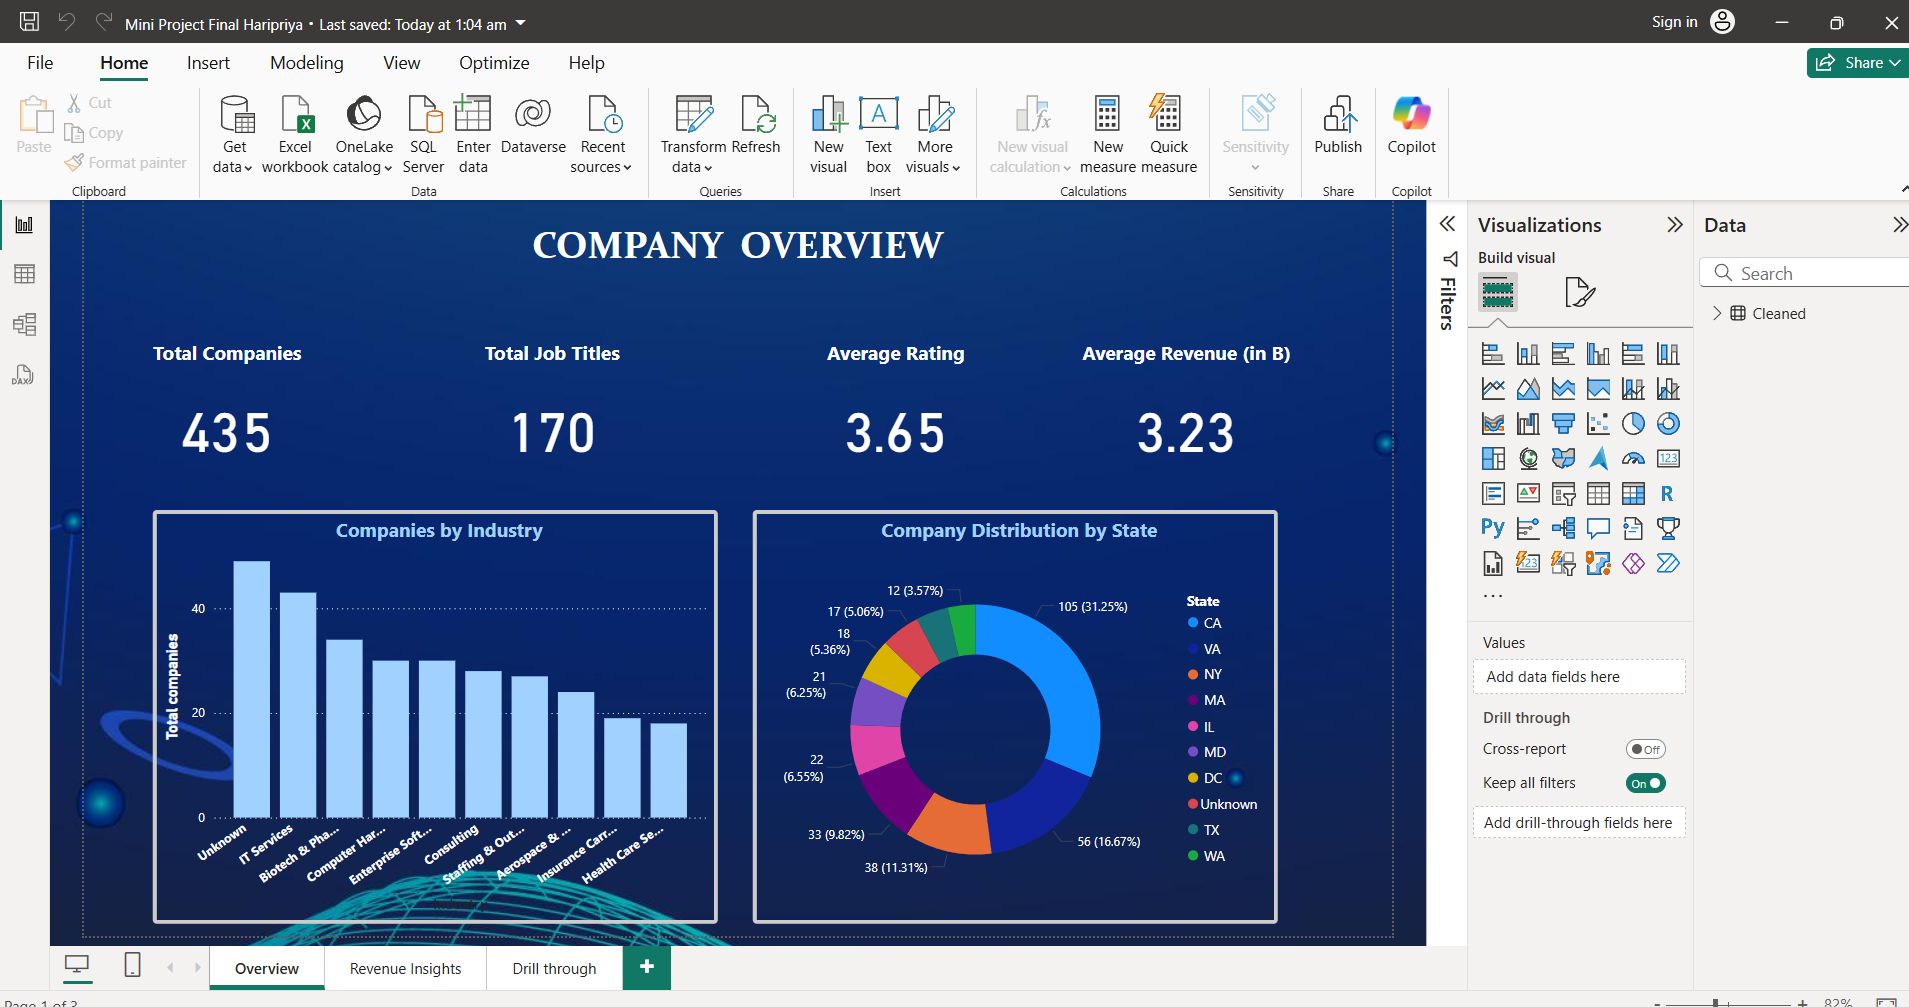 Mini Project Final Haripriya • Last saved: Today at 1:04 am
Sign in
File Home Insert Modeling View Optimize Help
Share
Paste
Cut
Copy
Format painter
Clipboard
Get data
Excel workbook
OneLake catalog
SQL Server
Enter data
Dataverse
Recent sources
Data
Transform data
Refresh
Queries
New visual
Text box
More visuals
Insert
New visual calculation
New measure
Quick measure
Calculations
Sensitivity
Sensitivity
Publish
Share
Copilot
Copilot
DAX
COMPANY OVERVIEW
Total Companies
435
Total Job Titles
170
Average Rating
3.65
Average Revenue (in B)
3.23
Companies by Industry
Total companies
40
20
0
Unknown
IT Services
Biotech & Pha...
Computer Har...
Enterprise Soft...
Consulting
Staffing & Out...
Aerospace & ...
Insurance Carr...
Health Care Se...
Company Distribution by State
105 (31.25%)
56 (16.67%)
38 (11.31%)
33 (9.82%)
22
(6.55%)
21
(6.25%)
18
(5.36%)
17 (5.06%)
12 (3.57%)
State
CA
VA
NY
MA
IL
MD
DC
Unknown
TX
WA
Filters
Visualizations
Build visual
123
R
Py
123
...
Values
Add data fields here
Drill through
Cross-report
Off
Keep all filters
On
Add drill-through fields here
Data
Search
Cleaned
Overview
Revenue Insights
Drill through
+
Page 1 of 3
- + 82%